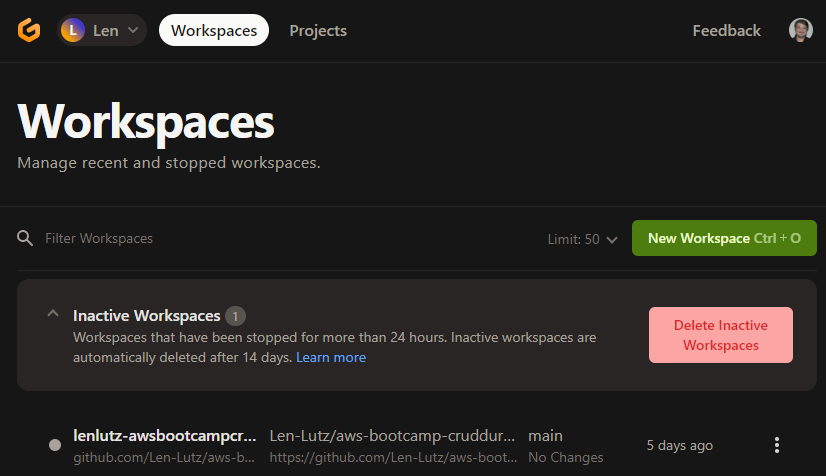 L Len Workspaces Projects Feedback
Workspaces
Manage recent and stopped workspaces.
Filter Workspaces Limit: 50 New Workspace Ctrl + O
Inactive Workspaces 1
Workspaces that have been stopped for more than 24 hours. Inactive workspaces are
automatically deleted after 14 days. Learn more
Delete Inactive
Workspaces
lenlutz-awsbootcampcr... Len-Lutz/aws-bootcamp-cruddur... main 5 days ago
github.com/Len-Lutz/aws-b... https://github.com/Len-Lutz/aws-boot... No Changes